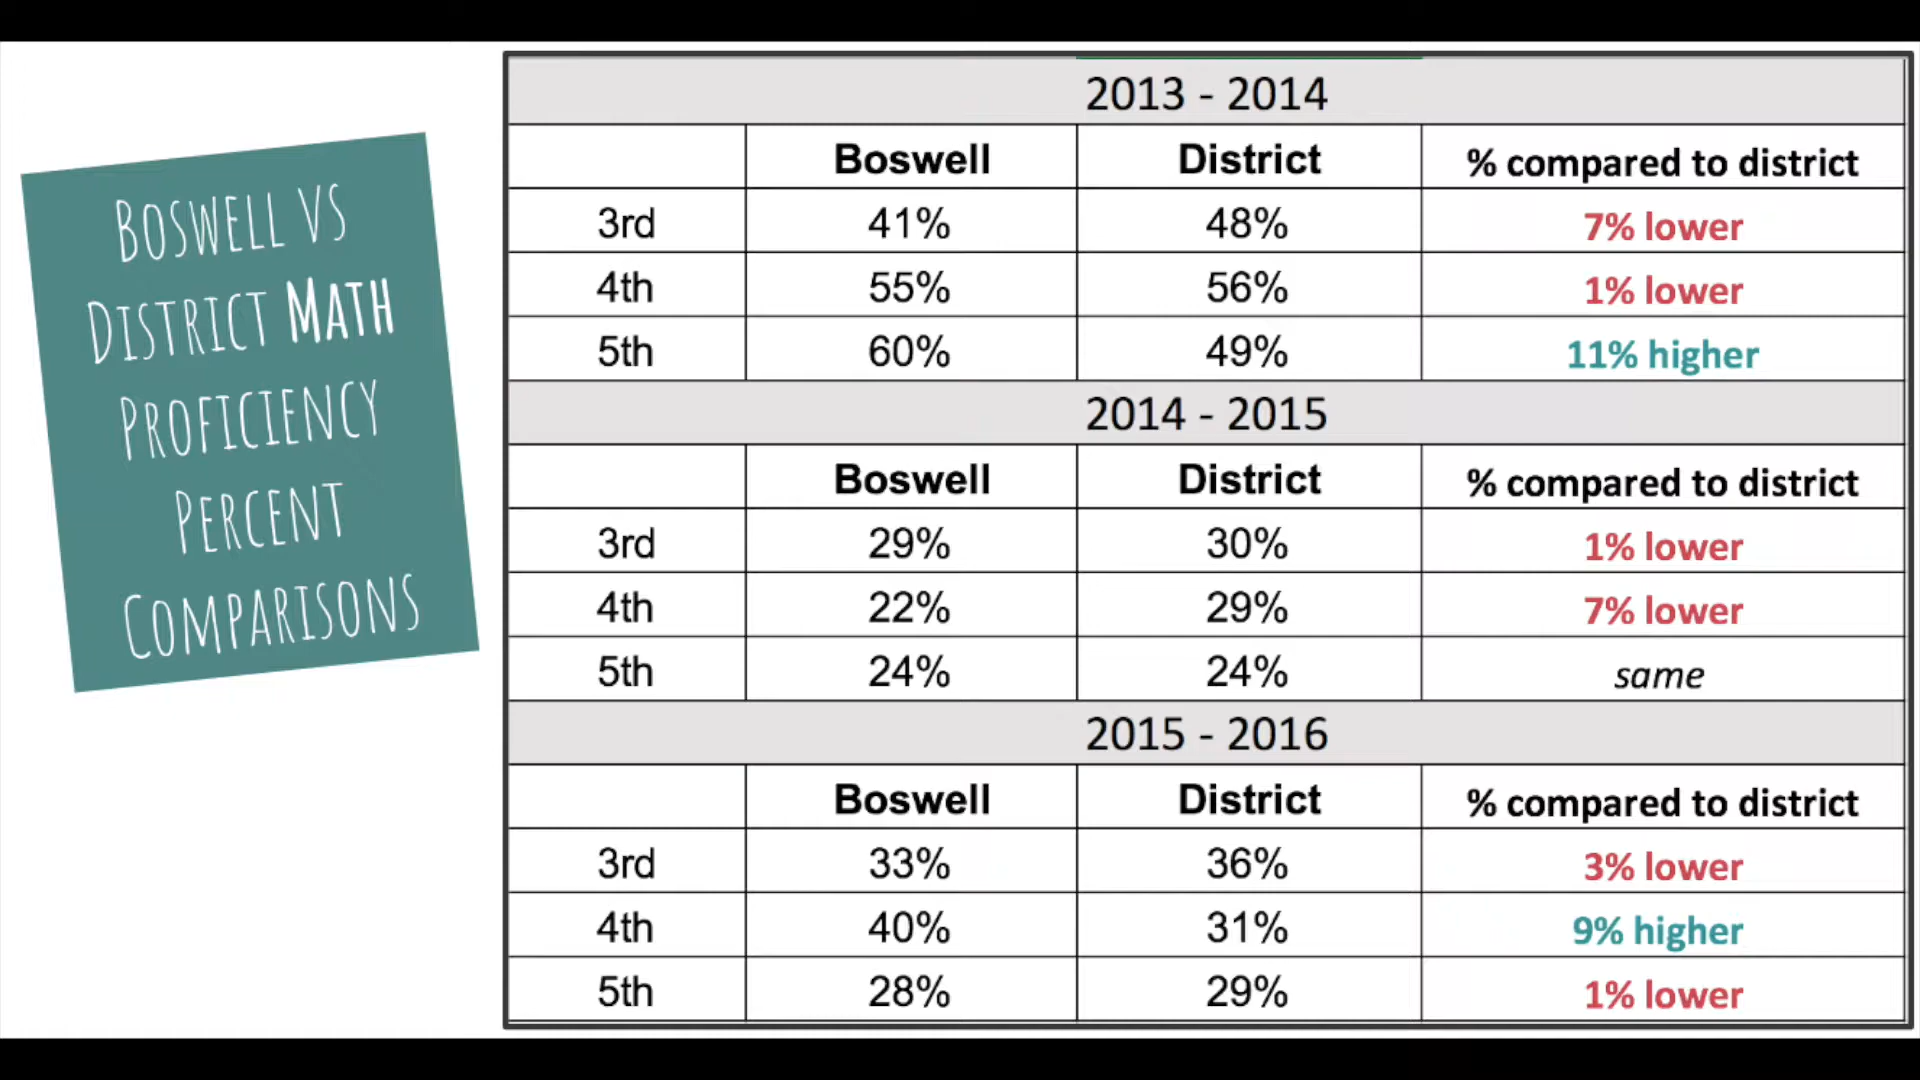 BOSWELL VS
DISTRICT MATH
PROFICIENCY
PERCENT
COMPARISONS
2013 - 2014
Boswell District % compared to district
3rd 41% 48% 7% lower
4th 55% 56% 1% lower
5th 60% 49% 11% higher
2014 - 2015
Boswell District % compared to district
3rd 29% 30% 1% lower
4th 22% 29% 7% lower
5th 24% 24% same
2015 - 2016
Boswell District % compared to district
3rd 33% 36% 3% lower
4th 40% 31% 9% higher
5th 28% 29% 1% lower